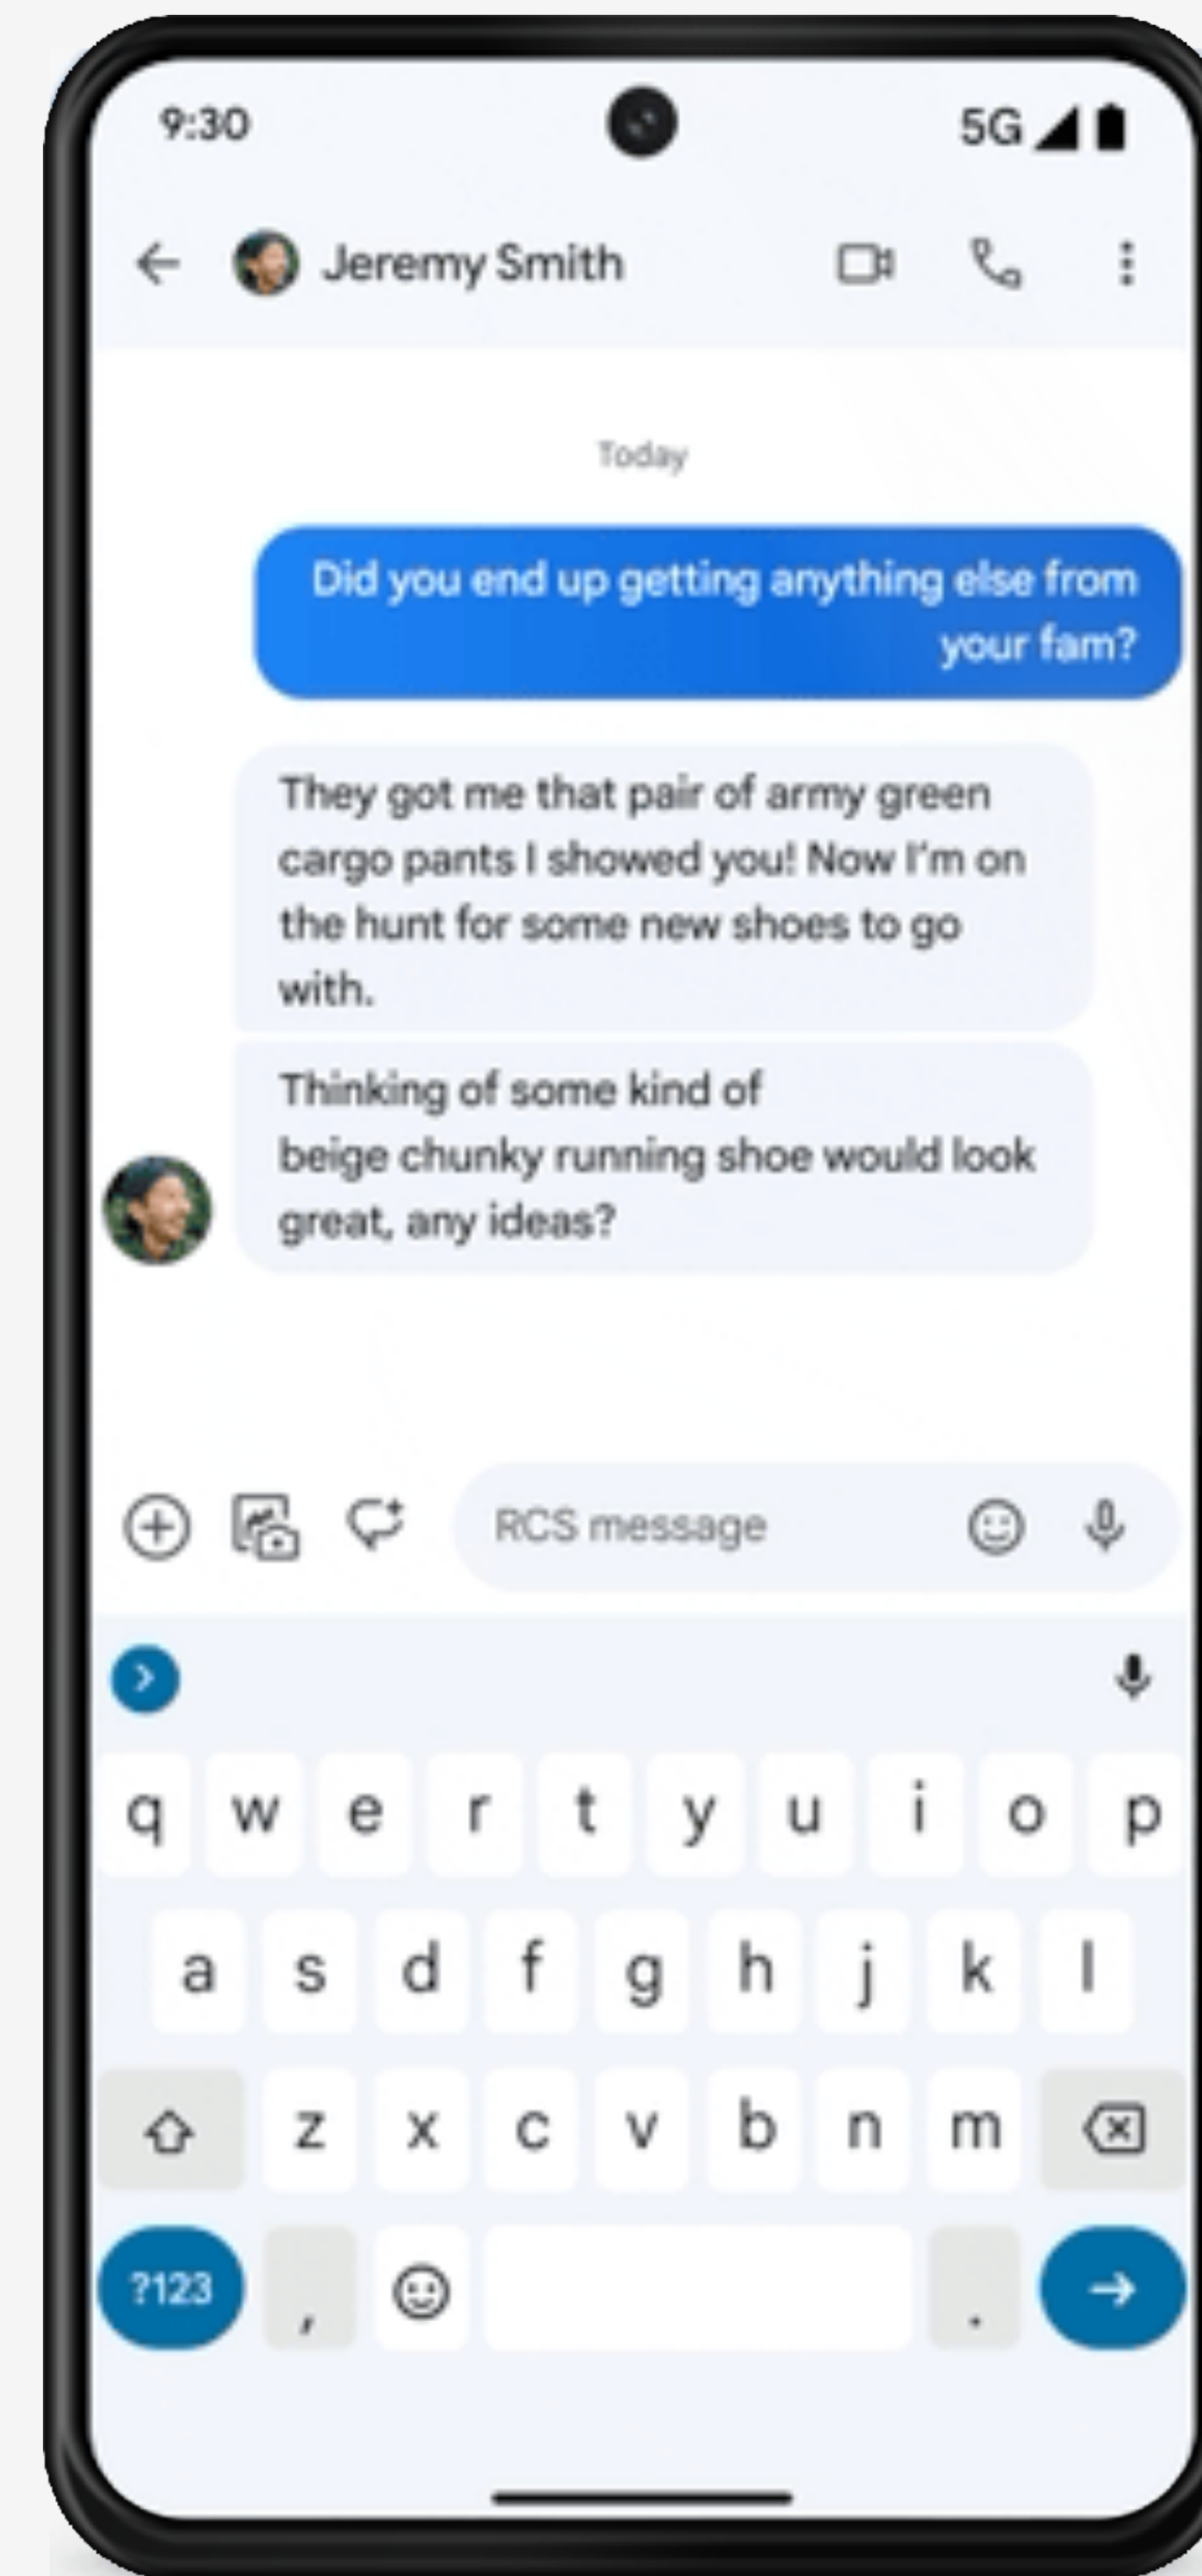 9:30 5G
Jeremy Smith
Today
Did you end up getting anything else from
your fam?
They got me that pair of army green
cargo pants I showed you! Now I'm on
the hunt for some new shoes to go
with.
Thinking of some kind of
beige chunky running shoe would look
great, any ideas?
RCS message
q w e r t y u i o p
a s d f g h j k l
z x c v b n m
?123 , .